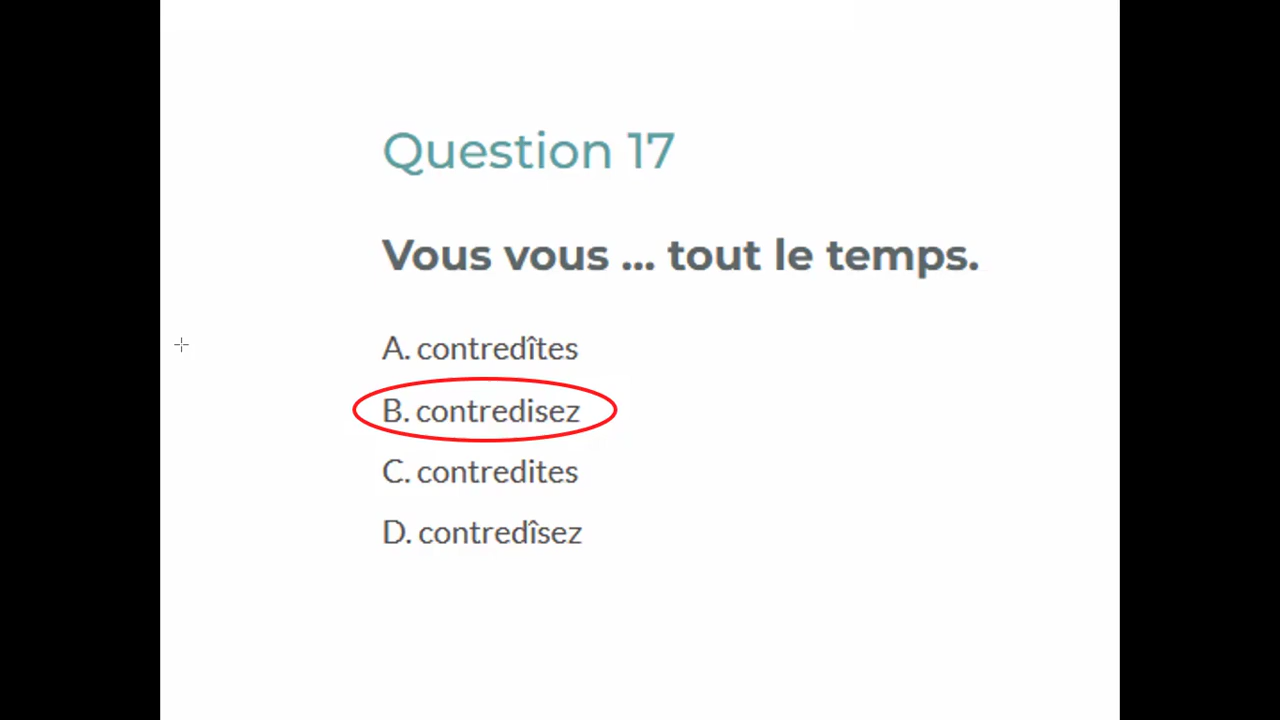 Question 17
Vous vous ... tout le temps.
A. contredîtes
B. contredisez
C. contredites
D. contredîsez